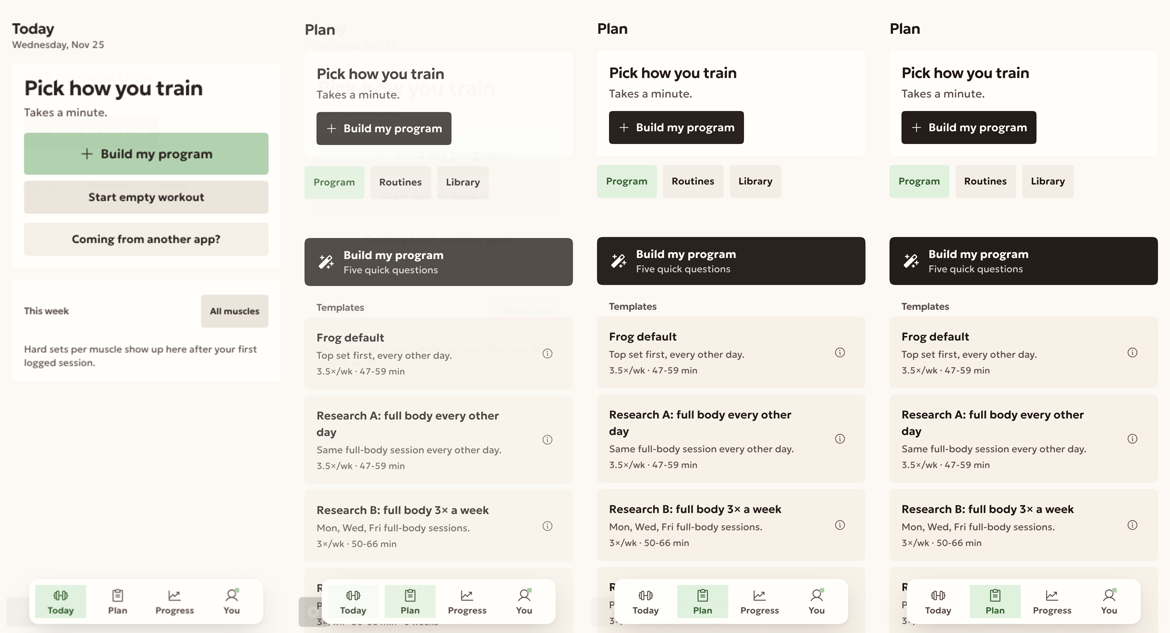 Today
Wednesday, Nov 25
Pick how you train
Takes a minute.
Build my program
Start empty workout
Coming from another app?
This week
All muscles
Hard sets per muscle show up here after your first
logged session.
Today
Plan
Progress
You
Plan
Pick how you train
Takes a minute.
Build my program
Program
Routines
Library
Build my program
Five quick questions
Templates
Frog default
Top set first, every other day.
3.5×/wk · 47-59 min
Research A: full body every other
day
Same full-body session every other day.
3.5×/wk · 47-59 min
Research B: full body 3× a week
Mon, Wed, Fri full-body sessions.
3×/wk · 50-66 min
Today
Plan
Progress
You
Plan
Pick how you train
Takes a minute.
Build my program
Program
Routines
Library
Build my program
Five quick questions
Templates
Frog default
Top set first, every other day.
3.5×/wk · 47-59 min
Research A: full body every other
day
Same full-body session every other day.
3.5×/wk · 47-59 min
Research B: full body 3× a week
Mon, Wed, Fri full-body sessions.
3×/wk · 50-66 min
Today
Plan
Progress
You
Plan
Pick how you train
Takes a minute.
Build my program
Program
Routines
Library
Build my program
Five quick questions
Templates
Frog default
Top set first, every other day.
3.5×/wk · 47-59 min
Research A: full body every other
day
Same full-body session every other day.
3.5×/wk · 47-59 min
Research B: full body 3× a week
Mon, Wed, Fri full-body sessions.
3×/wk · 50-66 min
Today
Plan
Progress
You